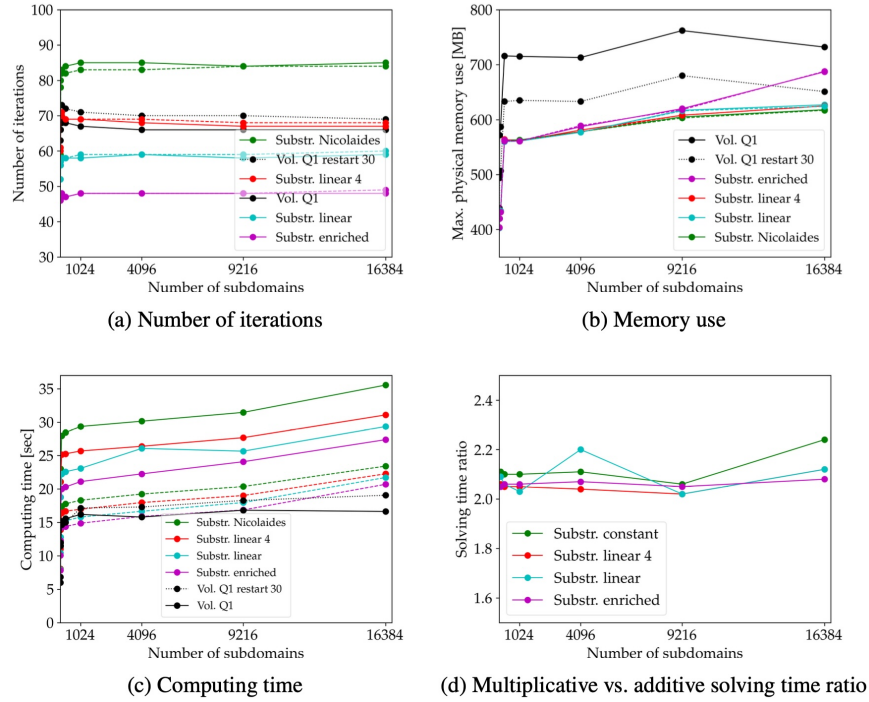 100
90
80
70
60
50
40
30
Number of iterations
Substr. Nicolaides
Vol. Q1 restart 30
Substr. linear 4
Vol. Q1
Substr. linear
Substr. enriched
1024 4096 9216 16384
Number of subdomains
(a) Number of iterations
800
700
600
500
400
Max. physical memory use [MB]
Vol. Q1
Vol. Q1 restart 30
Substr. enriched
Substr. linear 4
Substr. linear
Substr. Nicolaides
1024 4096 9216 16384
Number of subdomains
(b) Memory use
35
30
25
20
15
10
5
0
Computing time [sec]
Substr. Nicolaides
Substr. linear 4
Substr. linear
Substr. enriched
Vol. Q1 restart 30
Vol. Q1
1024 4096 9216 16384
Number of subdomains
(c) Computing time
2.4
2.2
2.0
1.8
1.6
Solving time ratio
Substr. constant
Substr. linear 4
Substr. linear
Substr. enriched
1024 4096 9216 16384
Number of subdomains
(d) Multiplicative vs. additive solving time ratio